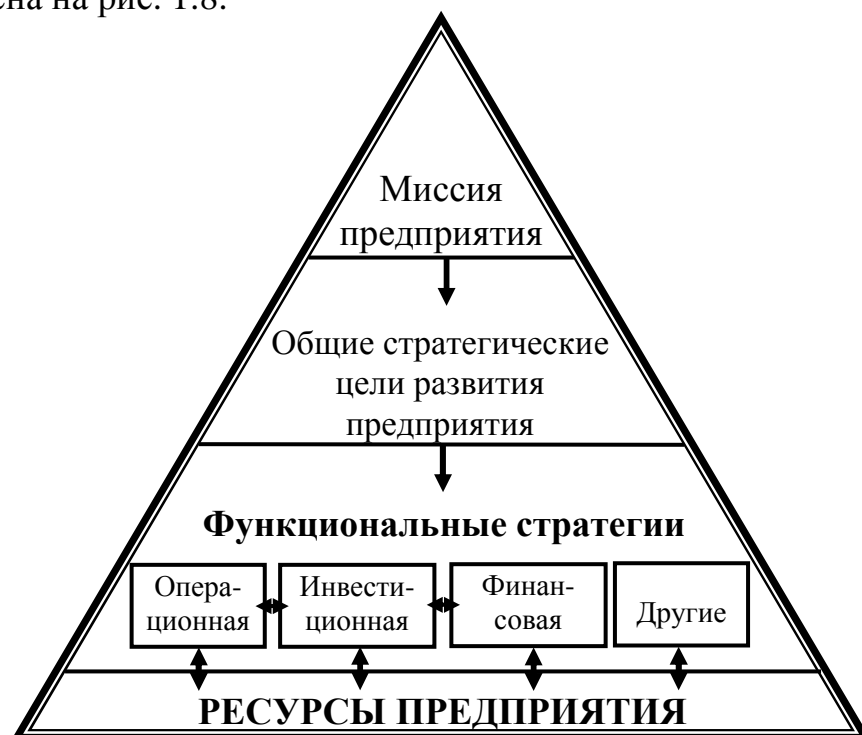 на рис. 1.8.
Миссия
предприятия
Общие стратегические
цели развития
предприятия
Функциональные стратегии
Опера-
ционная
Инвести-
ционная
Финан-
совая
Другие
РЕСУРСЫ ПРЕДПРИЯТИЯ